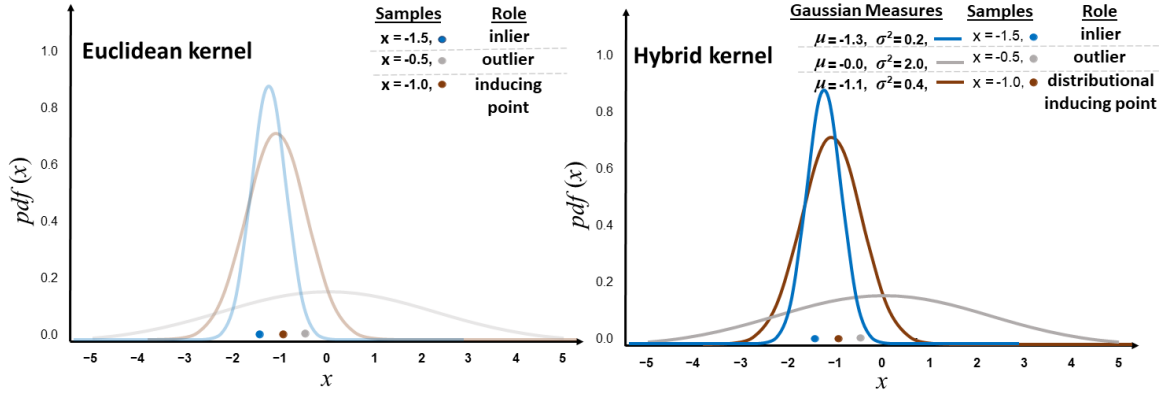 Samples Role
x = -1.5, inlier
x = -0.5, outlier
x = -1.0, inducing
point
Euclidean kernel
1.0
0.8
0.6
0.4
0.2
0.0
pdf (x)
−5 −4 −3 −2 −1 0 1 2 3 4 5
x
Gaussian Measures Samples Role
μ = -1.3, σ² = 0.2, x = -1.5, inlier
μ = -0.0, σ² = 2.0, x = -0.5, outlier
μ = -1.1, σ² = 0.4, x = -1.0, distributional
inducing point
Hybrid kernel
1.0
0.8
0.6
0.4
0.2
0.0
pdf (x)
−5 −4 −3 −2 −1 0 1 2 3 4 5
x